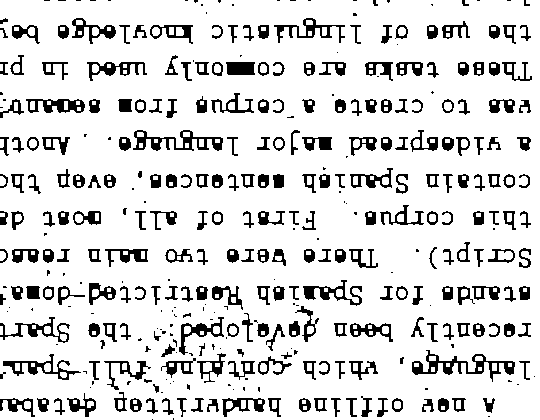 A new offline handwritten databas
language, which contains full Span
recently been developed: the Spart
stands for Spanish Restricted-domai
Script). There were two main reaso
this corpus. First of all, most da
contain Spanish sentences, even tho
a widespread major language. Anoth
was to create a corpus from semanti
These tasks are commonly used in pr
the use of linguistic knowledge bey